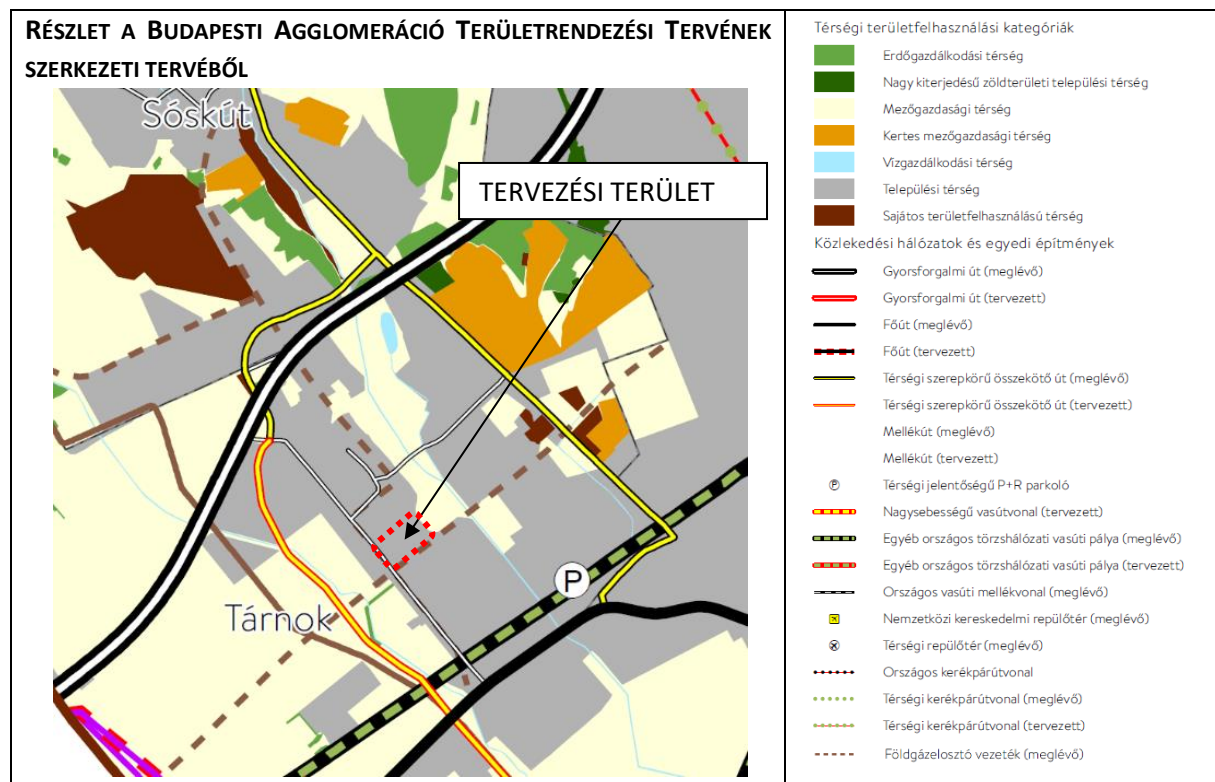 RÉSZLET A BUDAPESTI AGGLOMERÁCIÓ TERÜLETRENDEZÉSI TERVÉNEK
SZERKEZETI TERVÉBŐL
Sóskút
TERVEZÉSI TERÜLET
P
Tárnok
Térségi területfelhasználási kategóriák
Erdőgazdálkodási térség
Nagy kiterjedésű zöldterületi települési térség
Mezőgazdasági térség
Kertes mezőgazdasági térség
Vízgazdálkodási térség
Települési térség
Sajátos területfelhasználású térség
Közlekedési hálózatok és egyedi építmények
Gyorsforgalmi út (meglévő)
Gyorsforgalmi út (tervezett)
Főút (meglévő)
Főút (tervezett)
Térségi szerepkörű összekötő út (meglévő)
Térségi szerepkörű összekötő út (tervezett)
Mellékút (meglévő)
Mellékút (tervezett)
P Térségi jelentőségű P+R parkoló
Nagysebességű vasútvonal (tervezett)
Egyéb országos törzshálózati vasúti pálya (meglévő)
Egyéb országos törzshálózati vasúti pálya (tervezett)
Országos vasúti mellékvonal (meglévő)
Nemzetközi kereskedelmi repülőtér (meglévő)
Térségi repülőtér (meglévő)
Országos kerékpárútvonal
Térségi kerékpárútvonal (meglévő)
Térségi kerékpárútvonal (tervezett)
Földgázelosztó vezeték (meglévő)